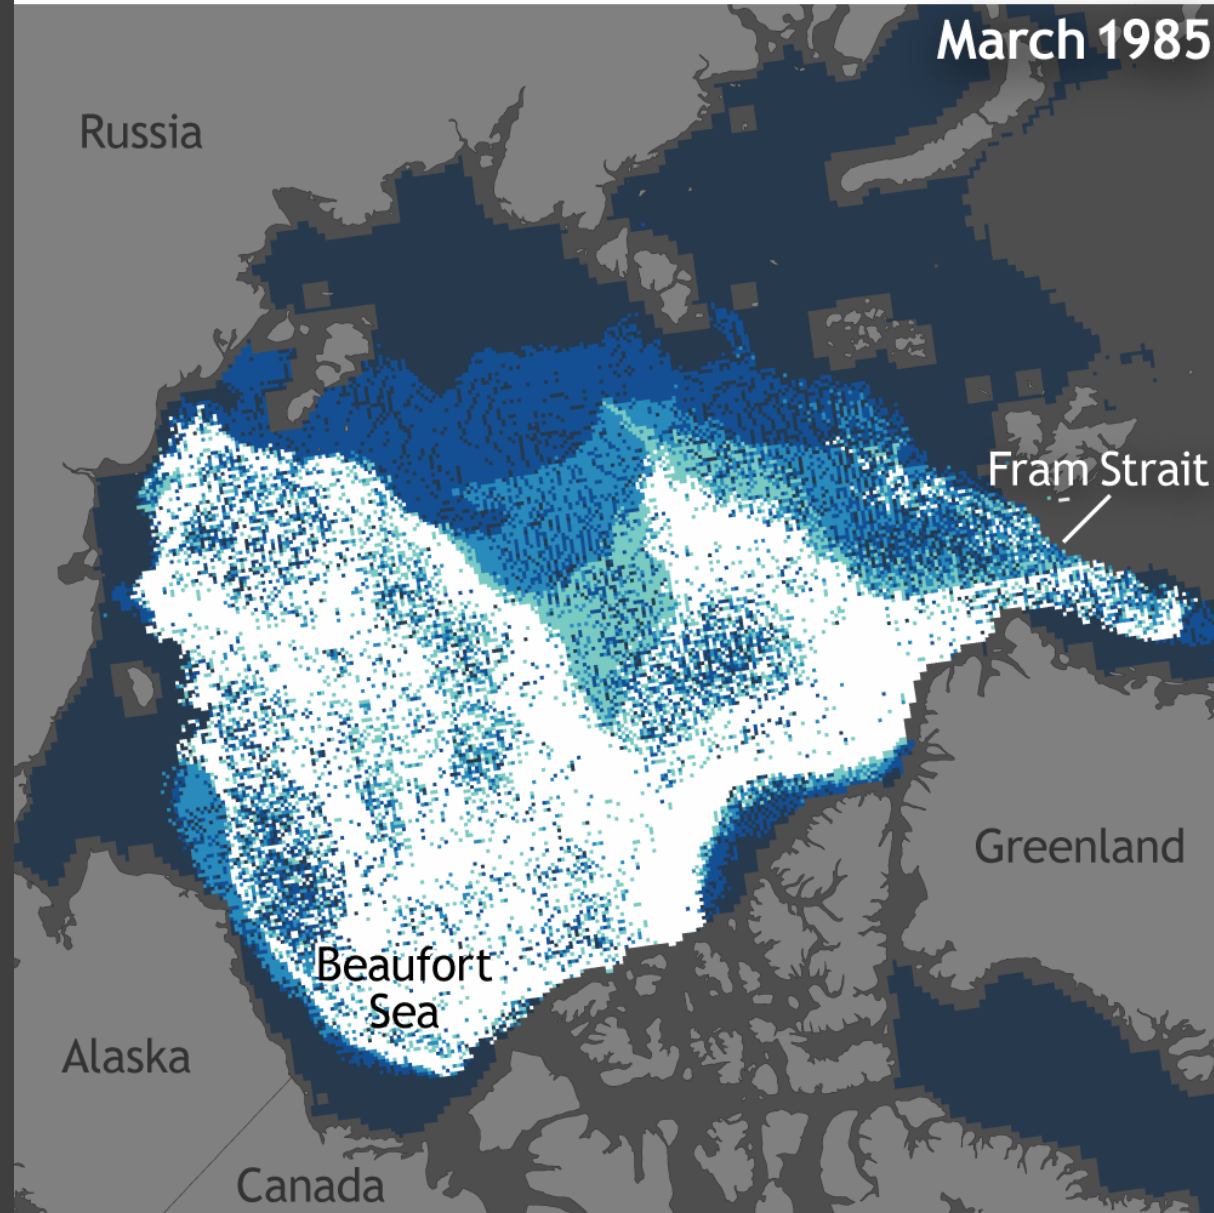 March 1985
Russia
Fram Strait
Greenland
Beaufort
Sea
Alaska
Canada